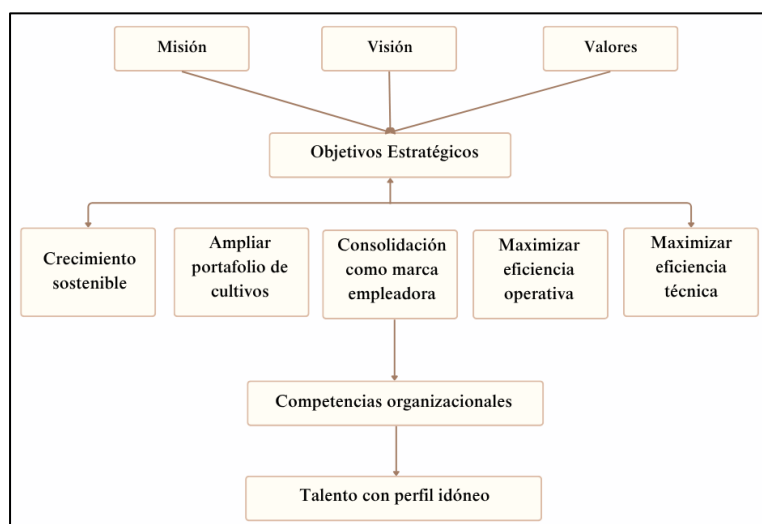 Misión
Visión
Valores
Objetivos Estratégicos
Crecimiento
sostenible
Ampliar
portafolio de
cultivos
Consolidación
como marca
empleadora
Maximizar
eficiencia
operativa
Maximizar
eficiencia
técnica
Competencias organizacionales
Talento con perfil idóneo